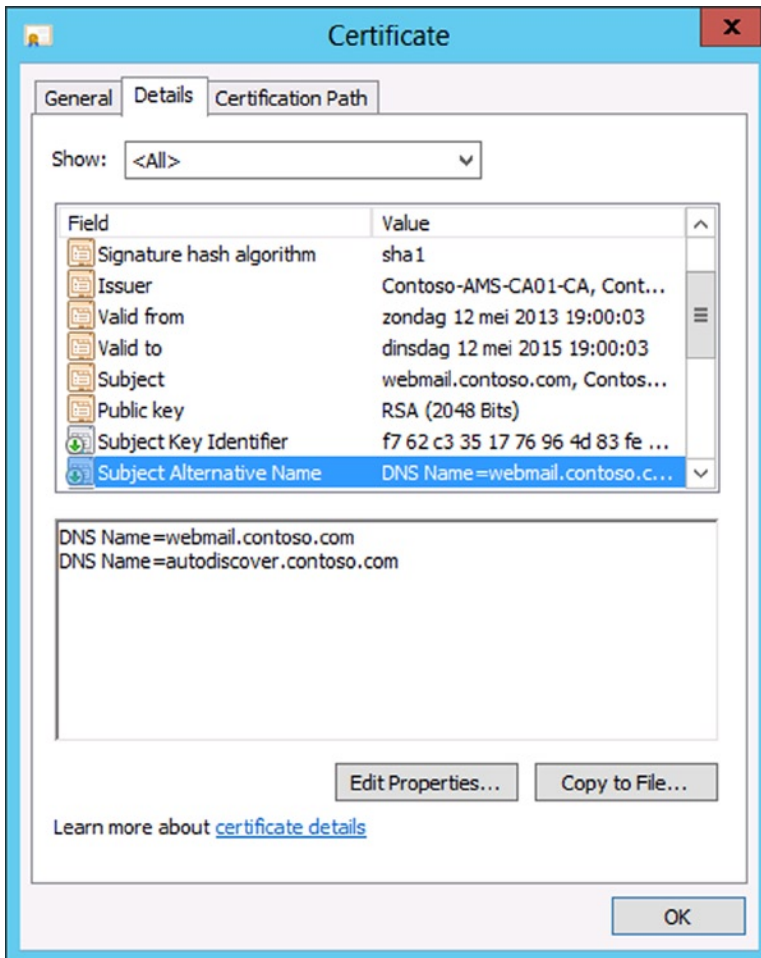 Certificate
x
General Details Certification Path
Show: <All>
Field Value
Signature hash algorithm sha1
Issuer Contoso-AMS-CA01-CA, Cont...
Valid from zondag 12 mei 2013 19:00:03
Valid to dinsdag 12 mei 2015 19:00:03
Subject webmail.contoso.com, Contos...
Public key RSA (2048 Bits)
Subject Key Identifier f7 62 c3 35 17 76 96 4d 83 fe ...
Subject Alternative Name DNS Name=webmail.contoso.c...
DNS Name=webmail.contoso.com
DNS Name=autodiscover.contoso.com
Edit Properties... Copy to File...
Learn more about certificate details
OK